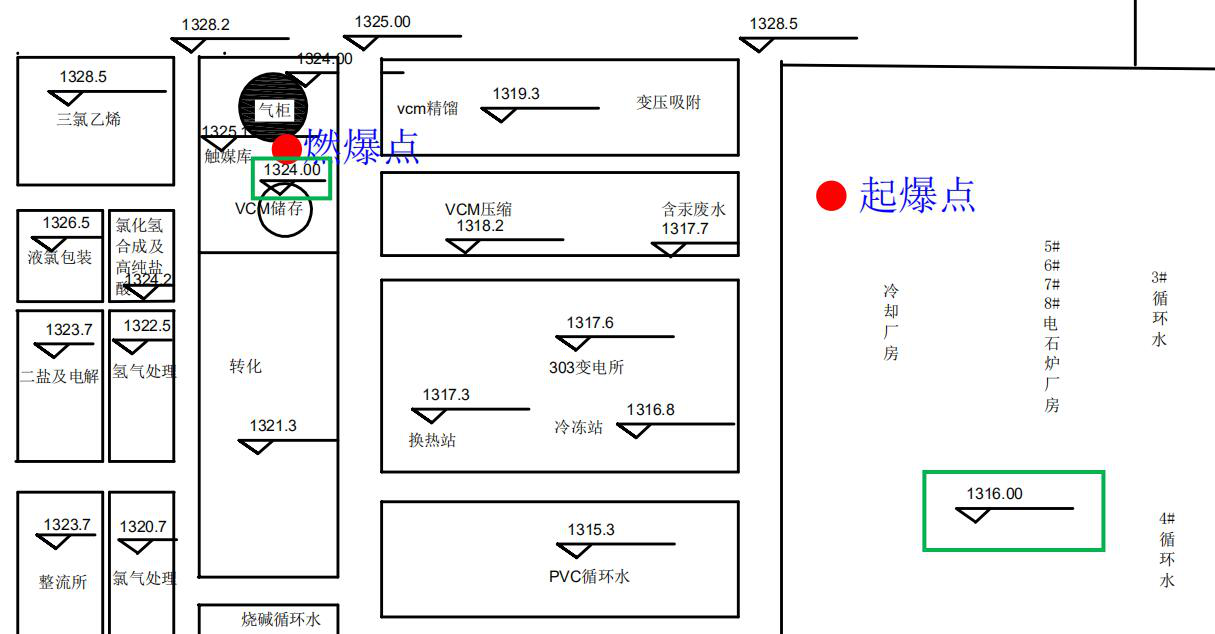 1328.2
1325.00
1328.5
1328.5
三氯乙烯
1324.00
气柜
1325.1
触媒库
燃爆点
1324.00
VCM储存
vcm精馏
1319.3
变压吸附
VCM压缩
1318.2
含汞废水
1317.7
起爆点
1326.5
液氯包装
氯化氢
合成及
高纯盐
酸
1324.2
1323.7
二盐及电解
1322.5
氢气处理
转化
1321.3
1317.6
303变电所
1317.3
换热站
冷冻站
1316.8
冷却厂房
5#
6#
7#
8#
电石炉厂房
3#
循环水
1316.00
4#
循环水
1323.7
整流所
1320.7
氯气处理
1315.3
PVC循环水
烧碱循环水